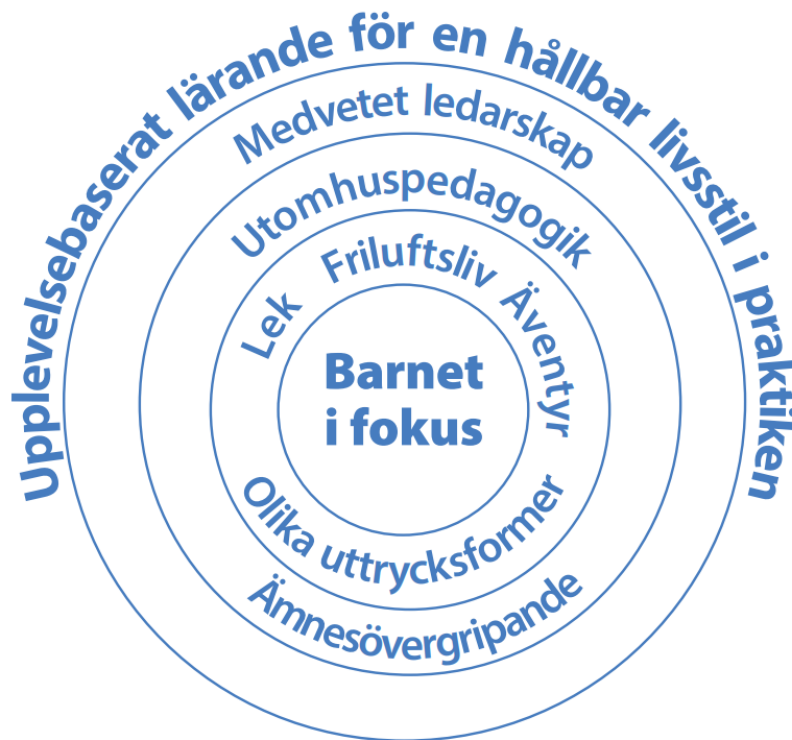 Upplevelsebaserat lärande för en hållbar livsstil i praktiken
Medvetet ledarskap
Utomhuspedagogik
Lek Friluftsliv Äventyr
Barnet
i fokus
Olika uttrycksformer
Ämnesövergripande